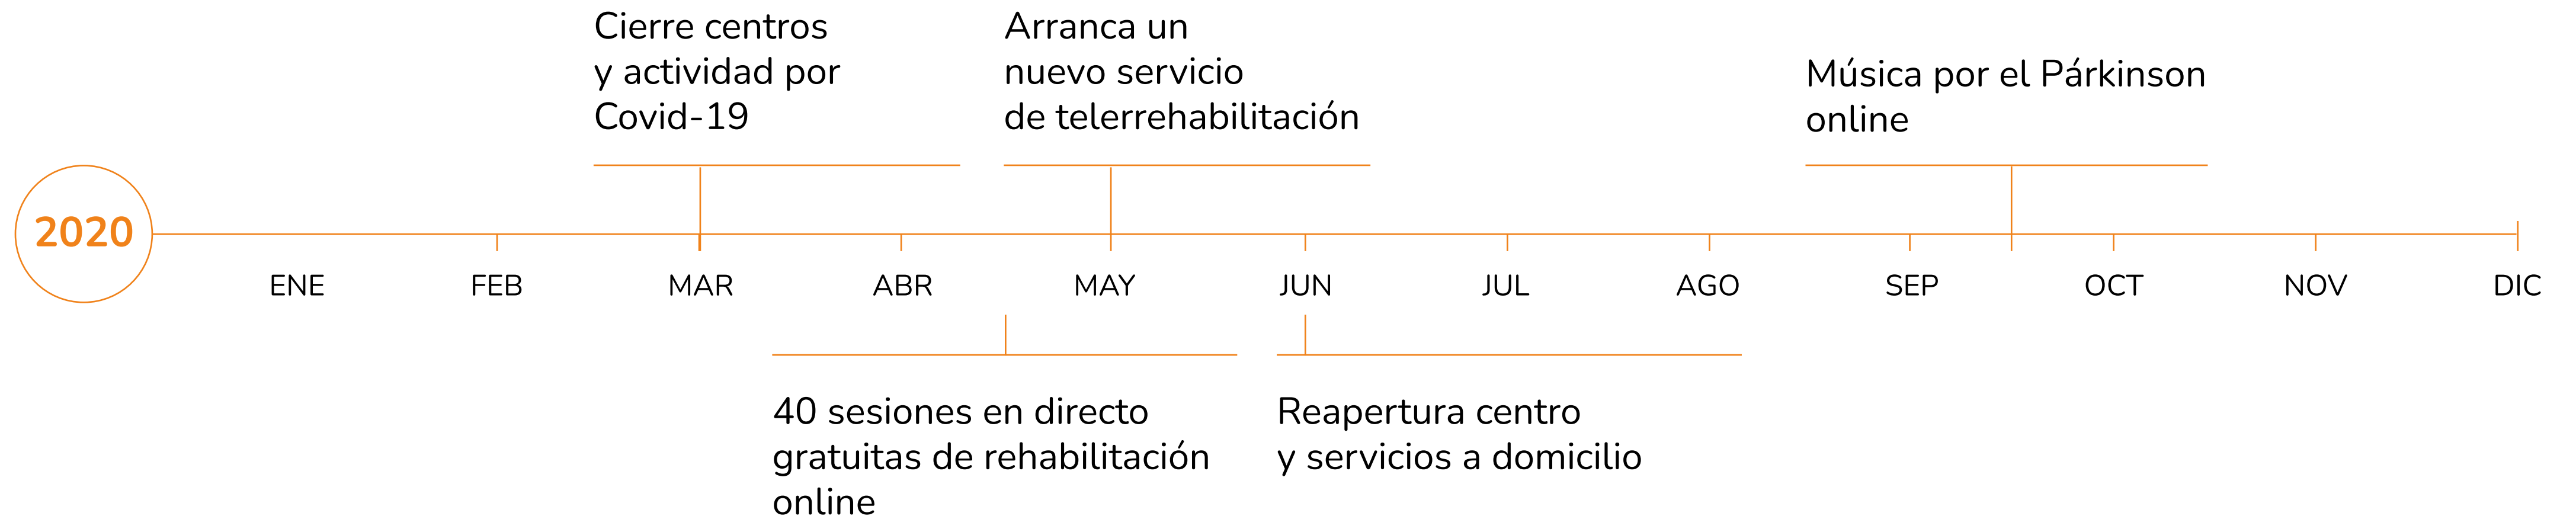 Cierre centros
y actividad por
Covid-19
Arranca un
nuevo servicio
de telerrehabilitación
Música por el Párkinson
online
2020
ENE FEB MAR ABR MAY JUN JUL AGO SEP OCT NOV DIC
40 sesiones en directo
gratuitas de rehabilitación
online
Reapertura centro
y servicios a domicilio